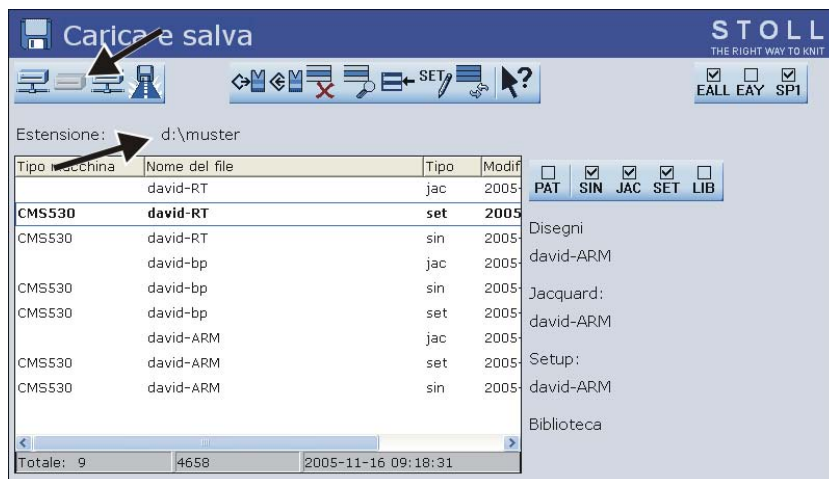 Carica e salva
STOLL
THE RIGHT WAY TO KNIT
SET
?
EALL EAY SP1
Estensione: d:\muster
Tipo macchina Nome del file Tipo Modif
david-RT jac 2005-
CMS530 david-RT set 2005
CMS530 david-RT sin 2005-
david-bp jac 2005-
CMS530 david-bp sin 2005-
CMS530 david-bp set 2005-
david-ARM jac 2005-
CMS530 david-ARM set 2005-
CMS530 david-ARM sin 2005-
Totale: 9 4658 2005-11-16 09:18:31
PAT SIN JAC SET LIB
Disegni
david-ARM
Jacquard:
david-ARM
Setup:
david-ARM
Biblioteca